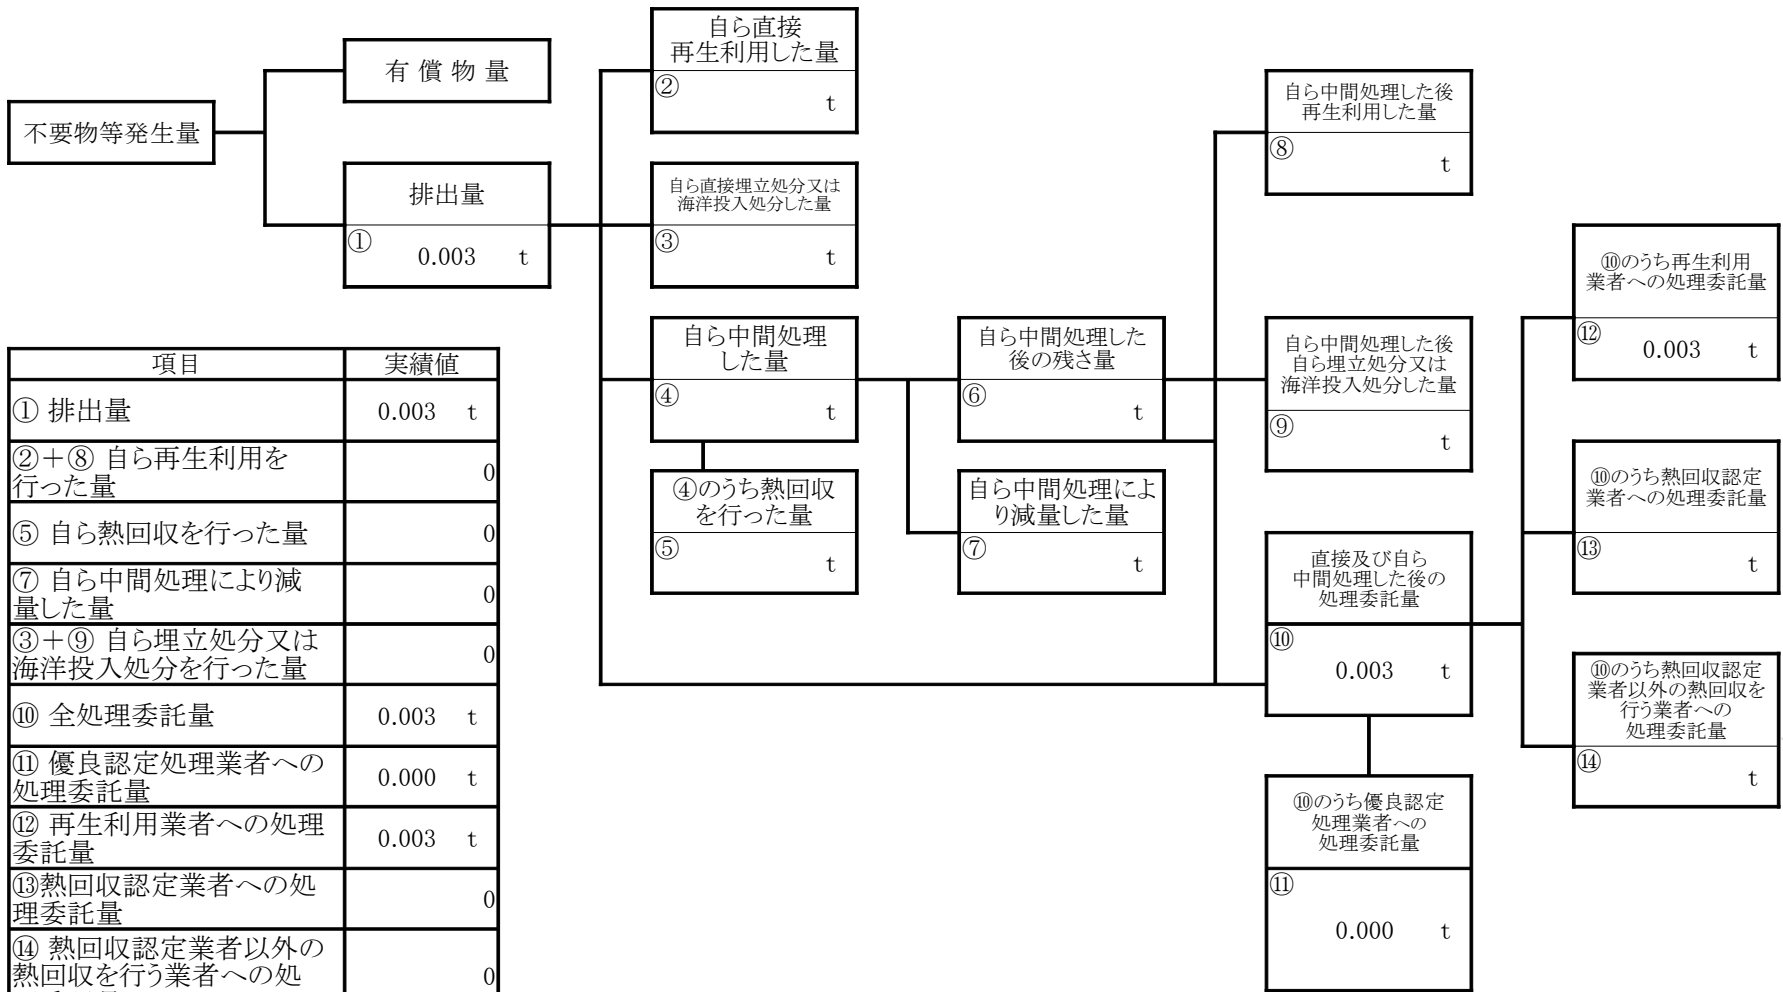 不要物等発生量
有 償 物 量
排出量
① 0.003 t
自ら直接
再生利用した量
②
t
自ら直接埋立処分又は
海洋投入処分した量
③
t
自ら中間処理
した量
④
t
④のうち熱回収
を行った量
⑤
t
自ら中間処理した
後の残さ量
⑥
t
自ら中間処理によ
り減量した量
⑦
t
自ら中間処理した後
再生利用した量
⑧
t
自ら中間処理した後
自ら埋立処分又は
海洋投入処分した量
⑨
t
直接及び自ら
中間処理した後の
処理委託量
⑩
0.003 t
⑩のうち優良認定
処理業者への
処理委託量
⑪
0.000 t
⑩のうち再生利用
業者への処理委託量
⑫
0.003 t
⑩のうち熱回収認定
業者への処理委託量
⑬
t
⑩のうち熱回収認定
業者以外の熱回収を
行う業者への
処理委託量
⑭
t
項目 実績値
① 排出量 0.003 t
②+⑧ 自ら再生利用を
行った量 0
⑤ 自ら熱回収を行った量 0
⑦ 自ら中間処理により減
量した量 0
③+⑨ 自ら埋立処分又は
海洋投入処分を行った量 0
⑩ 全処理委託量 0.003 t
⑪ 優良認定処理業者への
処理委託量 0.000 t
⑫ 再生利用業者への処理
委託量 0.003 t
⑬熱回収認定業者への処
理委託量 0
⑭ 熱回収認定業者以外の
熱回収を行う業者への処
0